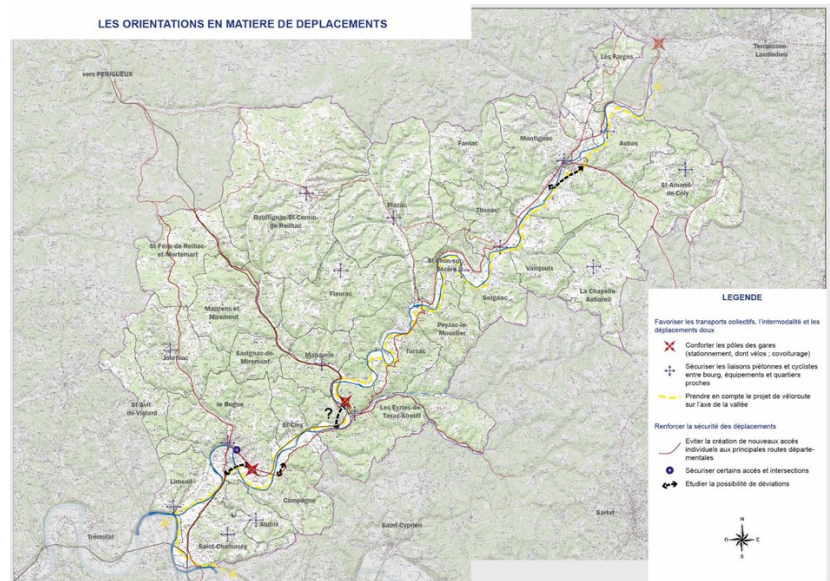 LES ORIENTATIONS EN MATIERE DE DEPLACEMENTS
vers PERIGUEUX
Les Farges
Terrasson-
Lavilledieu
Montignac
Aubas
Fanlac
St-Amand-
de-Coly
Rouffignac-St-Cernin
de-Reilhac
Plazac
Thonac
St-Félix-de-Reillac-
et-Mortemart
St-Léon-sur-
Vézère
Valojoulx
La Chapelle
Aubareil
Fleurac
Sergeac
Mauzens-et-
Miremont
Peyzac-le-
Moustier
Savignac-de-
Miremont
Manaurie
Tursac
Journiac
St-Avit-
de-Vialard
le Bugue
St-Cirq
Les Eyzies-de-
Tayac-Sireuil
?
Limeuil
Campagne
Audrix
Saint-Cyprien
Sarlat
Trémolat
Saint-Chamassy
LEGENDE
Favoriser les transports collectifs, l'intermodalité et les
déplacements doux
Conforter les pôles des gares
(stationnement, dont vélos ; covoiturage)
Sécuriser les liaisons piétonnes et cyclistes
entre bourg, équipements et quartiers
proches
Prendre en compte le projet de véloroute
sur l'axe de la vallée
Renforcer la sécurité des déplacements
Eviter la création de nouveaux accès
individuels aux principales routes départe-
mentales
Sécuriser certains accès et intersections
Etudier la possibilité de déviations
N
O
E
S